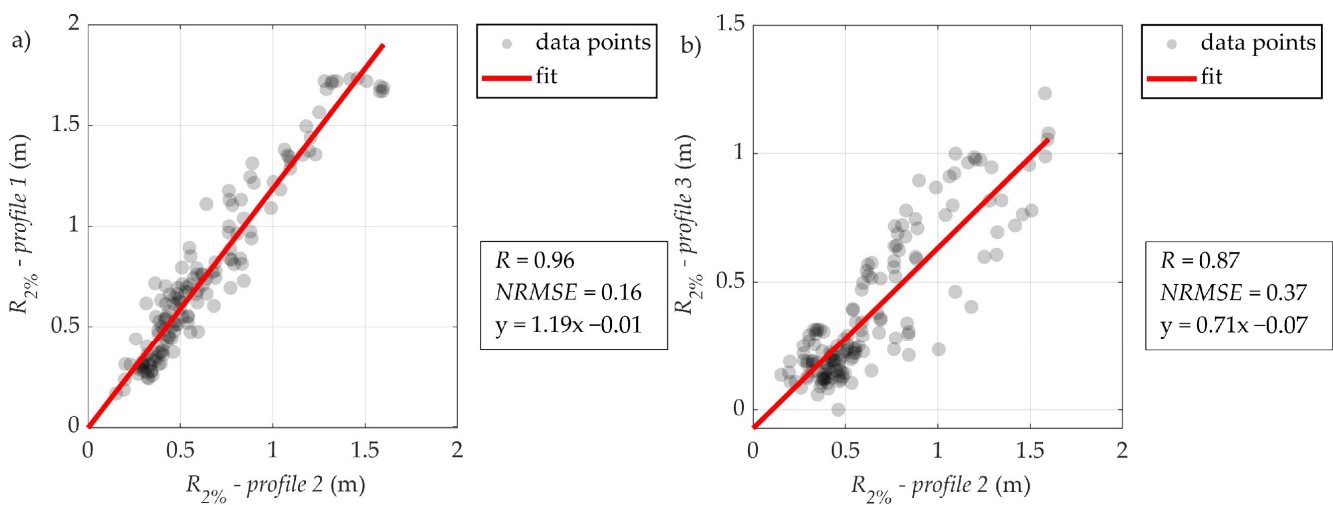 a)
2
1.5
1
0.5
0
0
0.5
1
1.5
2
R2% - profile 1 (m)
R2% - profile 2 (m)
data points
fit
R = 0.96
NRMSE = 0.16
y = 1.19x −0.01
b)
1.5
1
0.5
0
0
0.5
1
1.5
2
R2% - profile 3 (m)
R2% - profile 2 (m)
data points
fit
R = 0.87
NRMSE = 0.37
y = 0.71x −0.07